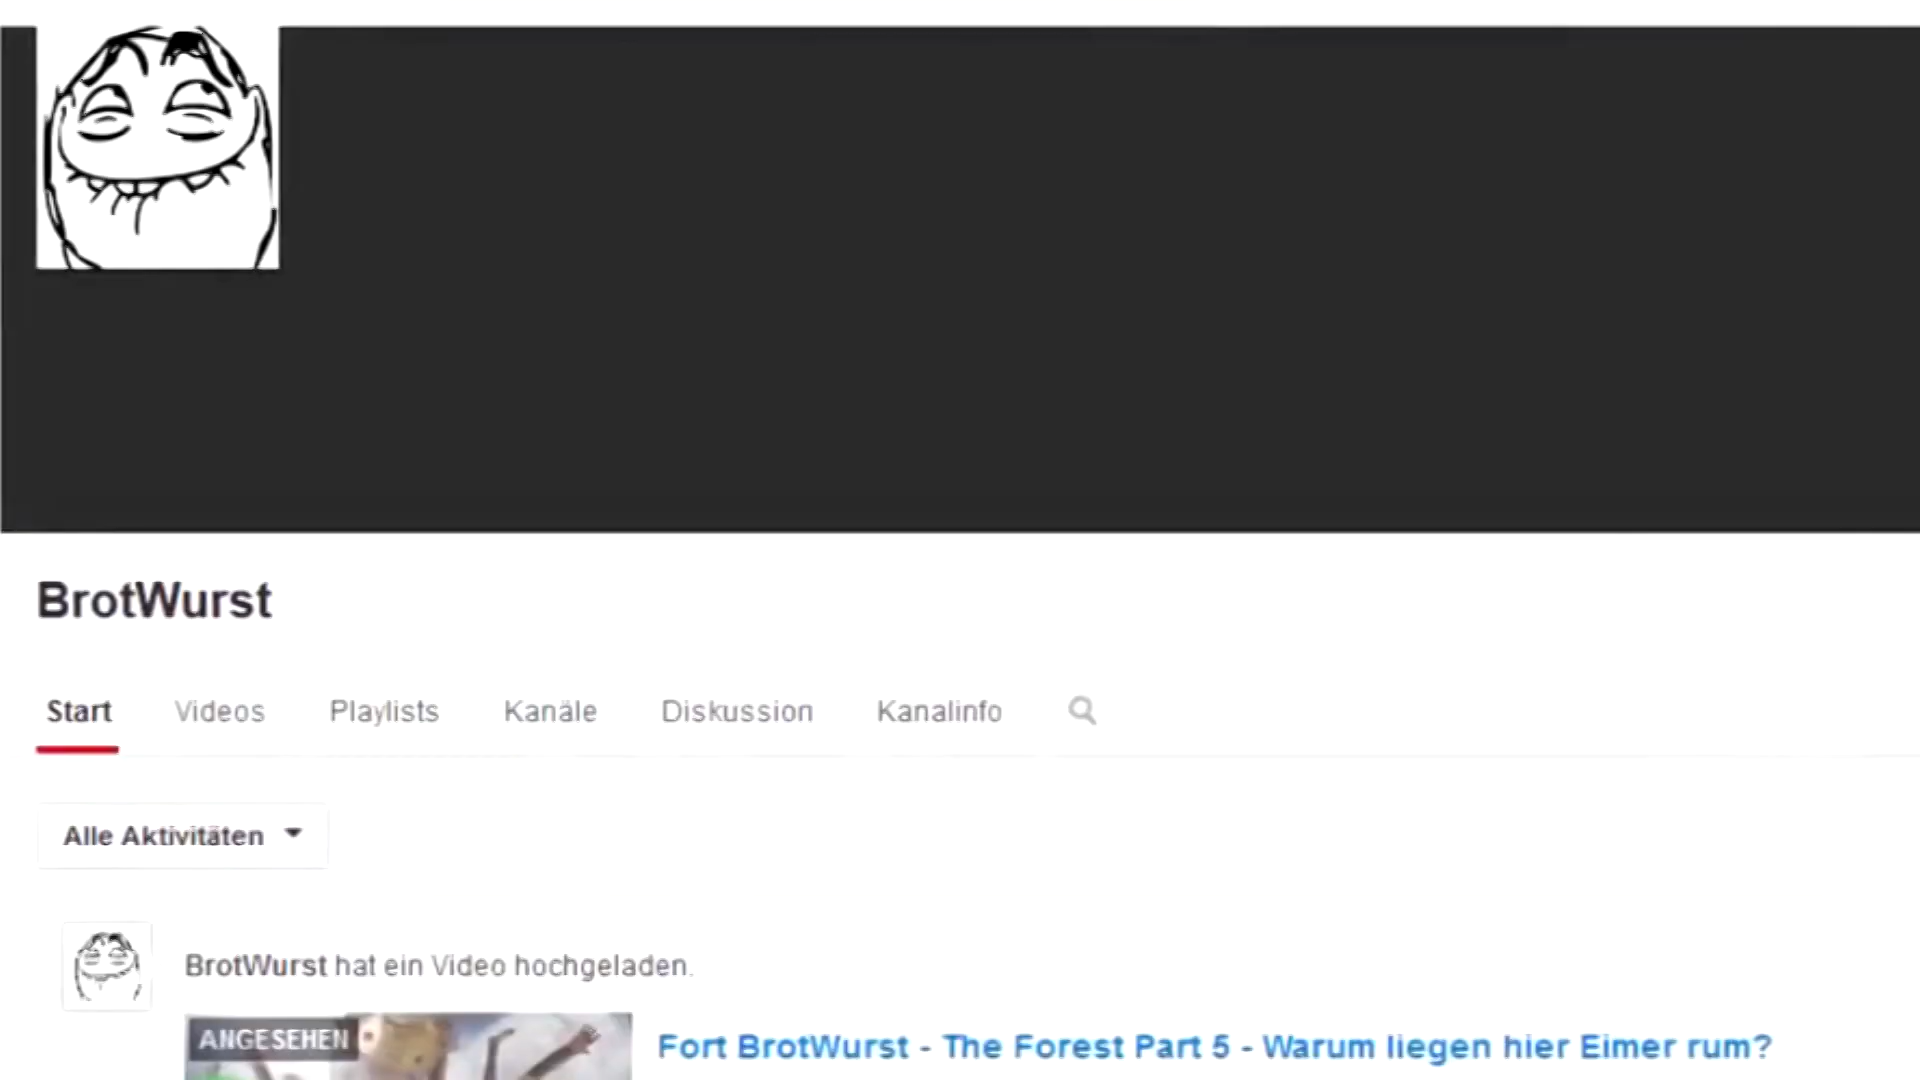 BrotWurst
Start Videos Playlists Kanäle Diskussion Kanalinfo
Alle Aktivitäten
BrotWurst hat ein Video hochgeladen.
ANGESEHEN
Fort BrotWurst - The Forest Part 5 - Warum liegen hier Eimer rum?